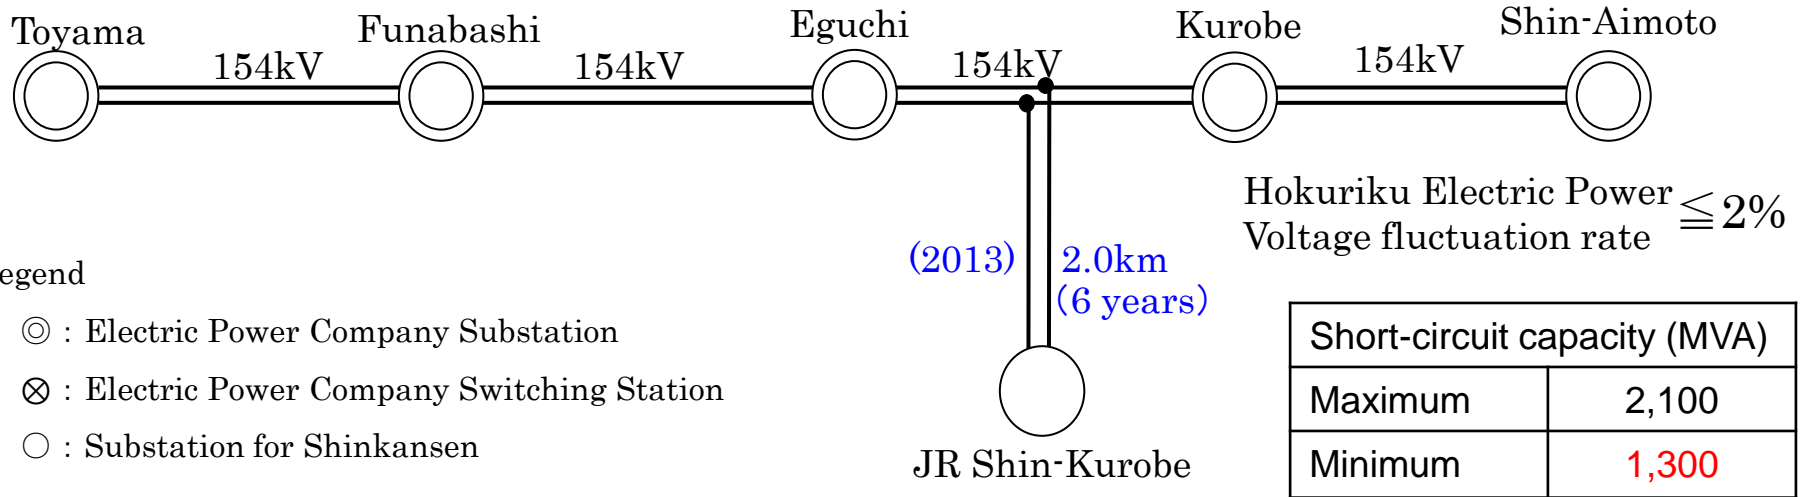 Toyama
Funabashi
Eguchi
Kurobe
Shin-Aimoto
154kV
154kV
154kV
154kV
Hokuriku Electric Power
Voltage fluctuation rate
≦2%
(2013)
2.0km
(6 years)
egend
◎ : Electric Power Company Substation
⊗ : Electric Power Company Switching Station
○ : Substation for Shinkansen
JR Shin-Kurobe
Short-circuit capacity (MVA)
Maximum 2,100
Minimum 1,300